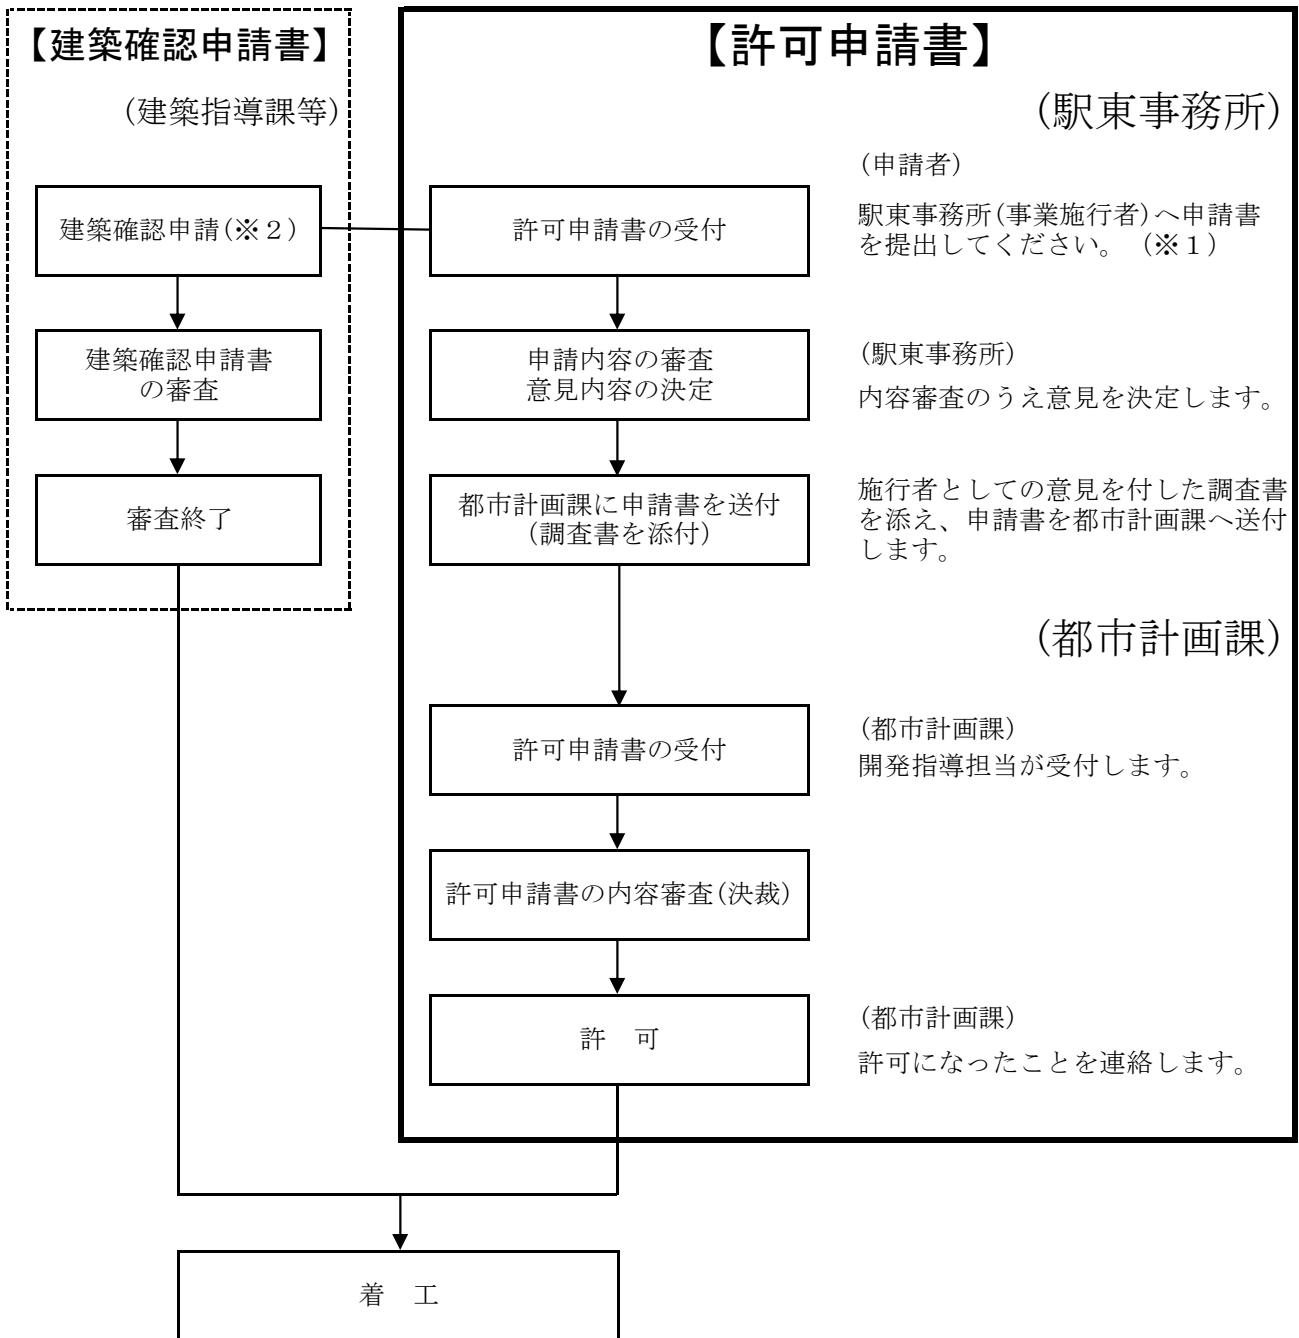 【建築確認申請書】
(建築指導課等)
建築確認申請(※２)
建築確認申請書
の審査
審査終了
【許可申請書】
(駅東事務所)
許可申請書の受付
(申請者)
駅東事務所(事業施行者)へ申請書
を提出してください。（※１）
申請内容の審査
意見内容の決定
(駅東事務所)
内容審査のうえ意見を決定します。
都市計画課に申請書を送付
(調査書を添付)
施行者としての意見を付した調査書
を添え、申請書を都市計画課へ送付
します。
(都市計画課)
許可申請書の受付
(都市計画課)
開発指導担当が受付します。
許可申請書の内容審査(決裁)
許　可
(都市計画課)
許可になったことを連絡します。
着　工